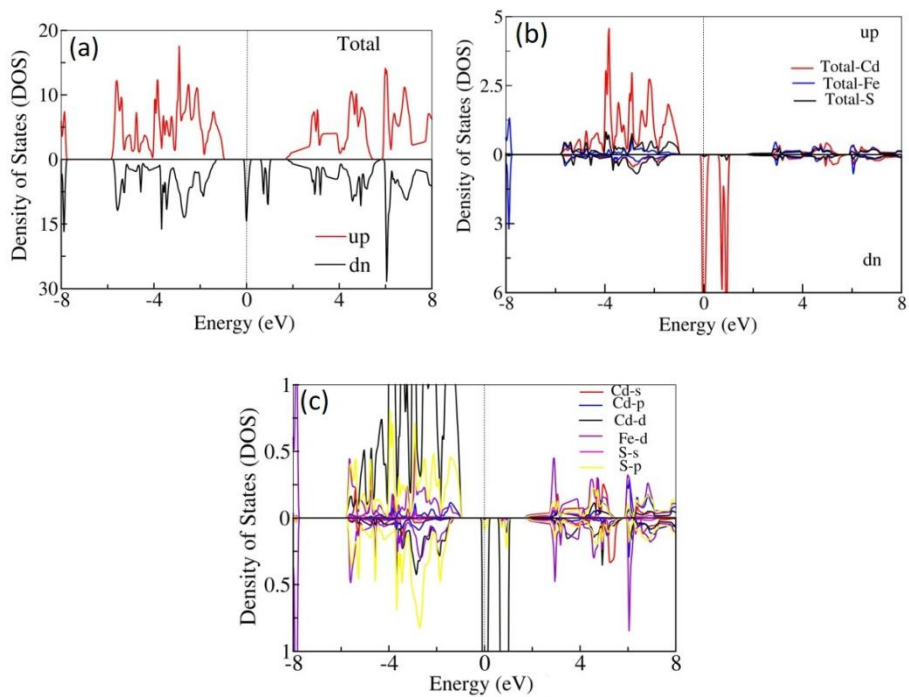 (a)
Total
Density of States (DOS)
20
10
0
15
30
up
dn
-8
-4
0
4
8
Energy (eV)
(b)
up
Total-Cd
Total-Fe
Total-S
Density of States (DOS)
5
2.5
0
3
6
dn
-8
-4
0
4
8
Energy (eV)
(c)
Cd-s
Cd-p
Cd-d
Fe-d
S-s
S-p
Density of States (DOS)
1
0.5
0
0.5
1
-8
-4
0
4
8
Energy (eV)